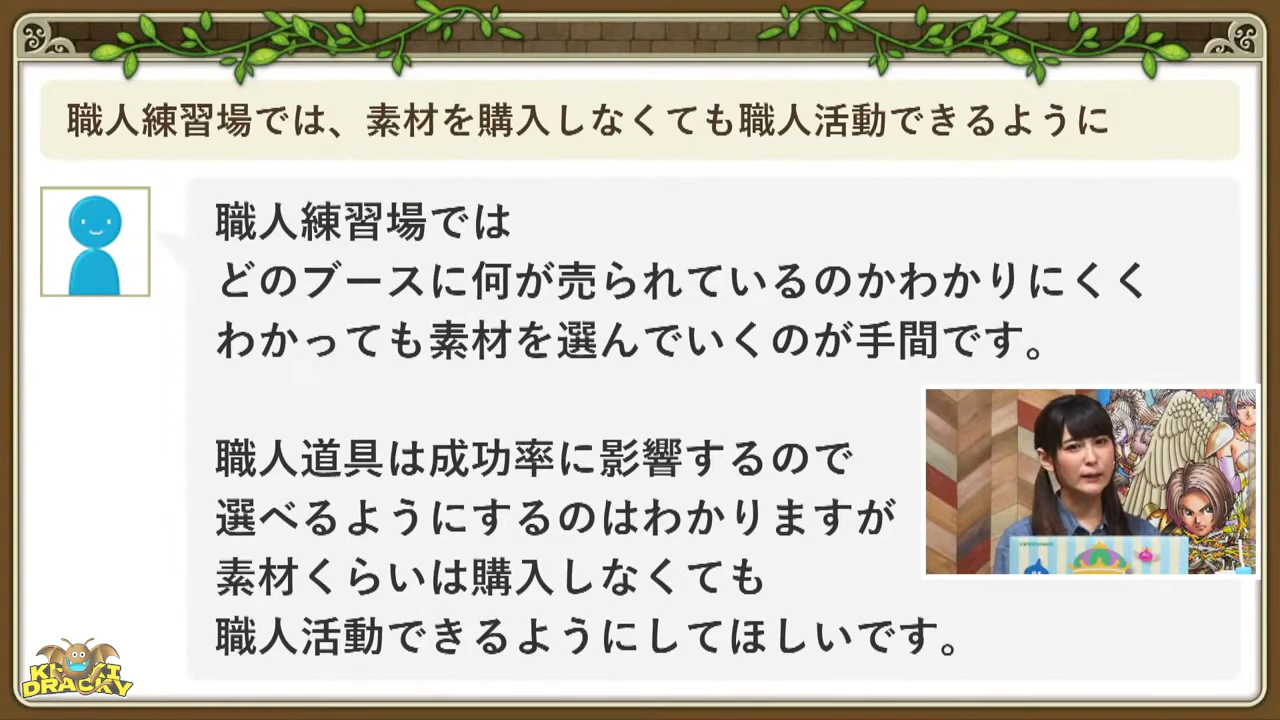 職人練習場では、素材を購入しなくても職人活動できるように
職人練習場では
どのブースに何が売られているのかわかりにくく
わかっても素材を選んでいくのが手間です。
職人道具は成功率に影響するので
選べるようにするのはわかりますが
素材くらいは購入しなくても
職人活動できるようにしてほしいです。
DRACKY